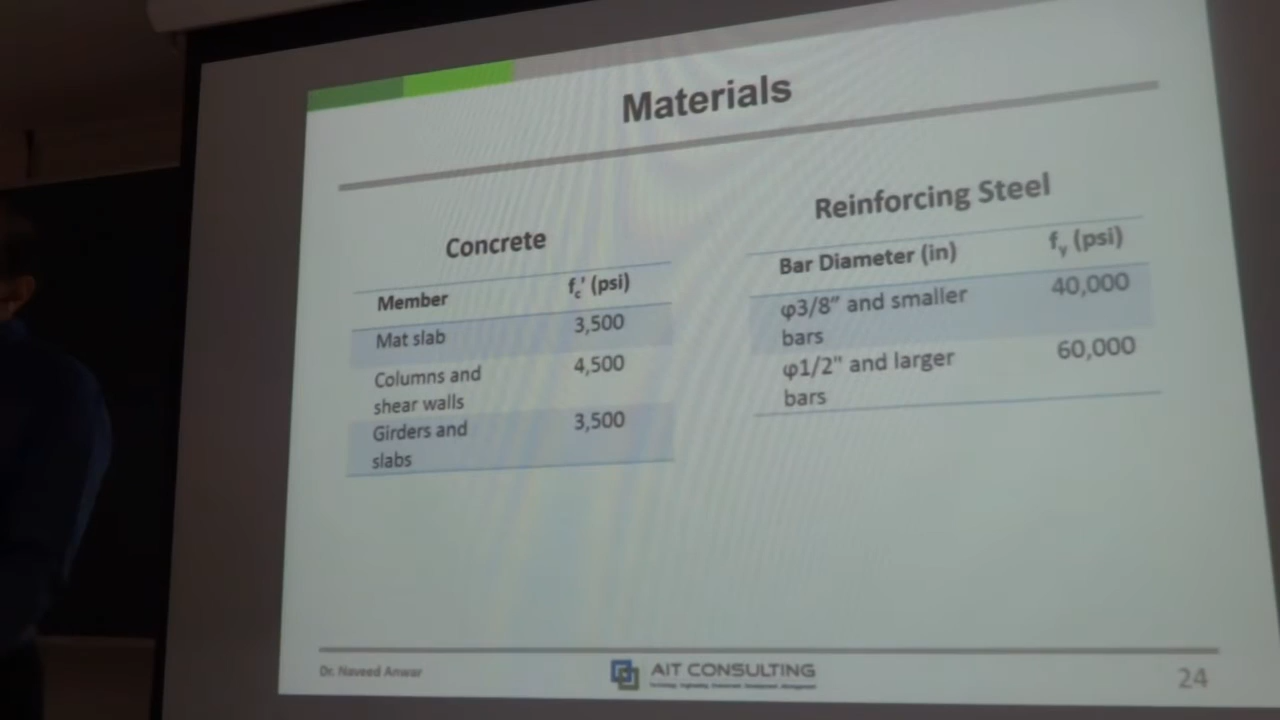 Materials
Concrete
Member fc' (psi)
Mat slab 3,500
Columns and 4,500
shear walls
Girders and 3,500
slabs
Reinforcing Steel
Bar Diameter (in) fy (psi)
φ3/8" and smaller 40,000
bars
φ1/2" and larger 60,000
bars
Dr. Naveed Anwar
AIT CONSULTING
24